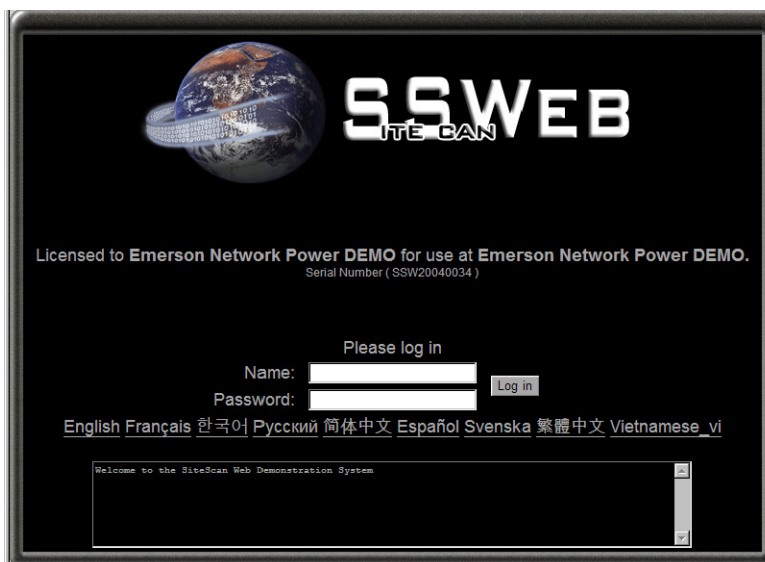 SITE SCAN WEB
Licensed to Emerson Network Power DEMO for use at Emerson Network Power DEMO.
Serial Number ( SSW20040034 )
Please log in
Name:
Log in
Password:
English Français 한국어 Русский 简体中文 Español Svenska 繁體中文 Vietnamese_vi
Welcome to the SiteScan Web Demonstration System